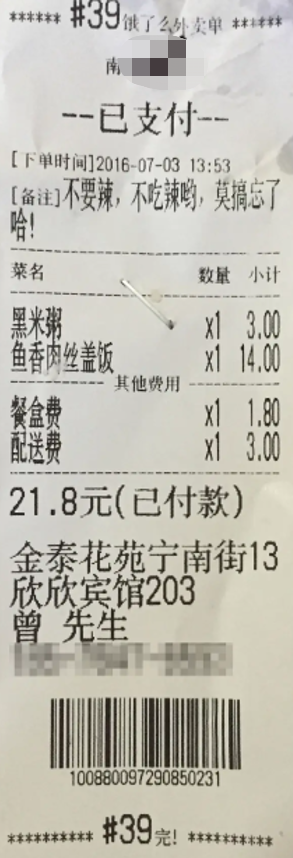 ****** #39饿了么外卖单 ******
南
--已支付--
[下单时间]2016-07-03 13:53
[备注]不要辣，不吃辣哟，莫搞忘了
哈！
菜名 数量 小计
黑米粥 x1 3.00
鱼香肉丝盖饭 x1 14.00
其他费用
餐盒费 x1 1.80
配送费 x1 3.00
21.8元(已付款)
金泰花苑宁南街13
欣欣宾馆203
曾 先生
100880097290850231
********** #39完! **********